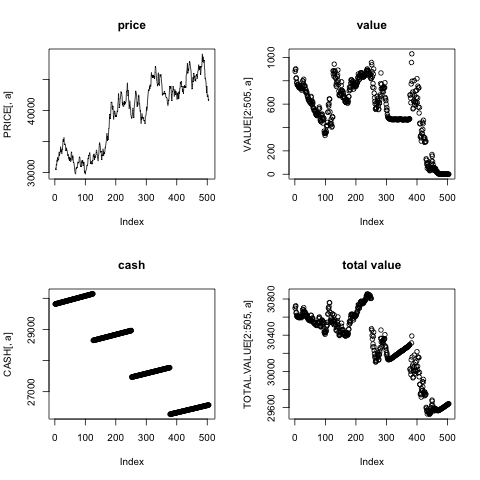 price
PRICE[, a]
30000
40000
0 100 200 300 400 500
Index
value
VALUE[2:505, a]
0 200 600 1000
0 100 200 300 400 500
Index
cash
CASH[, a]
27000 29000
0 100 200 300 400 500
Index
total value
TOTAL.VALUE[2:505, a]
29600 30000 30400 30800
0 100 200 300 400 500
Index